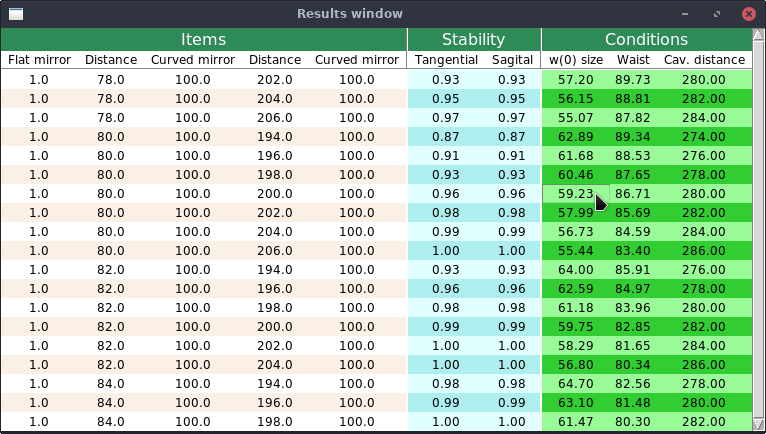 Results window
Items Stability Conditions
Flat mirror Distance Curved mirror Distance Curved mirror Tangential Sagital w(0) size Waist Cav. distance
1.0 78.0 100.0 202.0 100.0 0.93 0.93 57.20 89.73 280.00
1.0 78.0 100.0 204.0 100.0 0.95 0.95 56.15 88.81 282.00
1.0 78.0 100.0 206.0 100.0 0.97 0.97 55.07 87.82 284.00
1.0 80.0 100.0 194.0 100.0 0.87 0.87 62.89 89.34 274.00
1.0 80.0 100.0 196.0 100.0 0.91 0.91 61.68 88.53 276.00
1.0 80.0 100.0 198.0 100.0 0.93 0.93 60.46 87.65 278.00
1.0 80.0 100.0 200.0 100.0 0.96 0.96 59.23 86.71 280.00
1.0 80.0 100.0 202.0 100.0 0.98 0.98 57.99 85.69 282.00
1.0 80.0 100.0 204.0 100.0 0.99 0.99 56.73 84.59 284.00
1.0 80.0 100.0 206.0 100.0 1.00 1.00 55.44 83.40 286.00
1.0 82.0 100.0 194.0 100.0 0.93 0.93 64.00 85.91 276.00
1.0 82.0 100.0 196.0 100.0 0.96 0.96 62.59 84.97 278.00
1.0 82.0 100.0 198.0 100.0 0.98 0.98 61.18 83.96 280.00
1.0 82.0 100.0 200.0 100.0 0.99 0.99 59.75 82.85 282.00
1.0 82.0 100.0 202.0 100.0 1.00 1.00 58.29 81.65 284.00
1.0 82.0 100.0 204.0 100.0 1.00 1.00 56.80 80.34 286.00
1.0 84.0 100.0 194.0 100.0 0.98 0.98 64.70 82.56 278.00
1.0 84.0 100.0 196.0 100.0 0.99 0.99 63.10 81.48 280.00
1.0 84.0 100.0 198.0 100.0 1.00 1.00 61.47 80.30 282.00